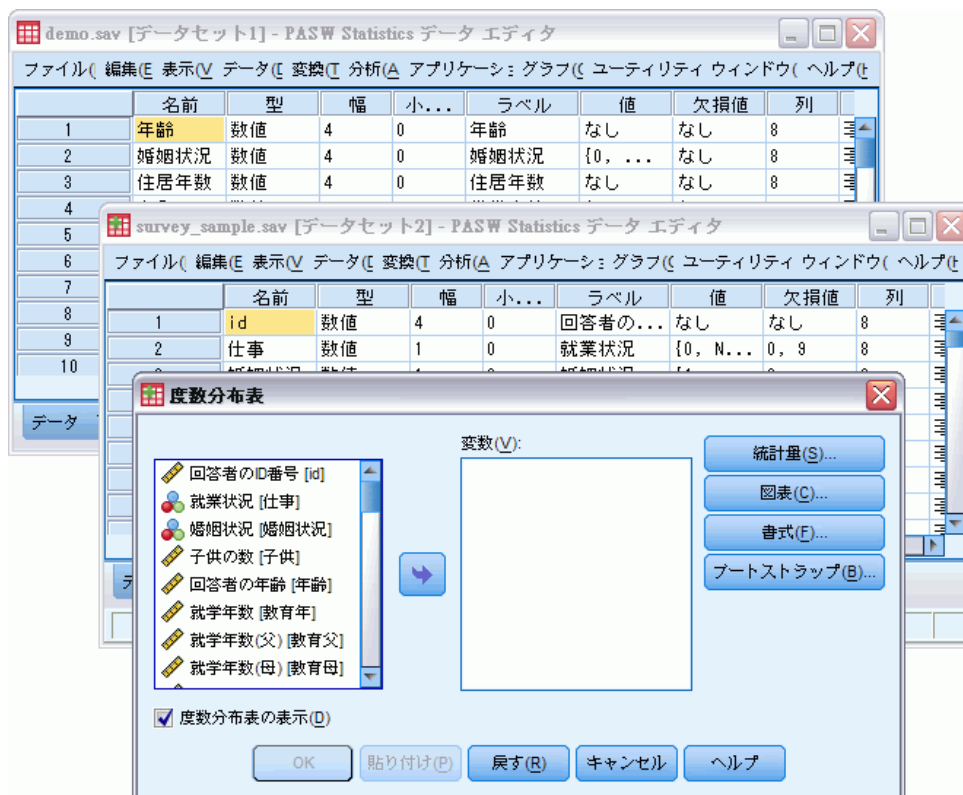 demo.sav [データセット1] - PASW Statistics データ エディタ
ファイル( 編集(E 表示(V データ(D 変換(T 分析(A アプリケーショ グラフ(G ユーティリティ ウィンドウ( ヘルプ(H
名前 型 幅 小... ラベル 値 欠損値 列
1 年齢 数値 4 0 年齢 なし なし 8
2 婚姻状況 数値 4 0 婚姻状況 {0, ... なし 8
3 住居年数 数値 4 0 住居年数 なし なし 8
4
5
6
7
8
9
10
データ
survey_sample.sav [データセット2] - PASW Statistics データ エディタ
ファイル( 編集(E 表示(V データ(D 変換(T 分析(A アプリケーショ グラフ(G ユーティリティ ウィンドウ( ヘルプ(H
名前 型 幅 小... ラベル 値 欠損値 列
1 id 数値 4 0 回答者の... なし なし 8
2 仕事 数値 1 0 就業状況 {0, N... 0, 9 8
度数分布表
変数(V):
回答者のID番号 [id]
就業状況 [仕事]
婚姻状況 [婚姻状況]
子供の数 [子供]
回答者の年齢 [年齢]
就学年数 [教育年]
就学年数(父) [教育父]
就学年数(母) [教育母]
統計量(S)...
図表(C)...
書式(F)...
ブートストラップ(B)...
度数分布表の表示(D)
OK 貼り付け(P) 戻す(R) キャンセル ヘルプ